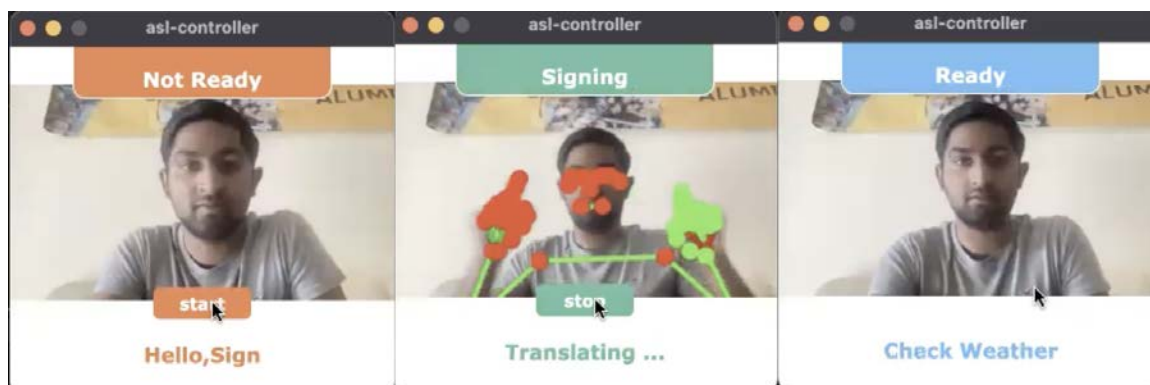 asl-controller
Not Ready
start
Hello,Sign
asl-controller
Signing
stop
Translating ...
asl-controller
Ready
Check Weather